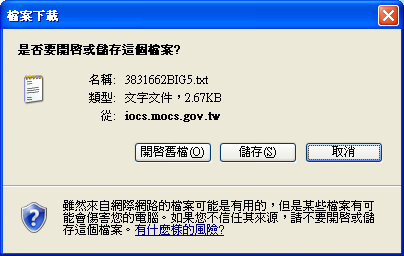 檔案下載
是否要開啓或儲存這個檔案?
名稱: 3831662BIG5.txt
類型: 文字文件，2.67KB
從: iocs.mocs.gov.tw
開啓舊檔(O)
儲存(S)
取消
雖然來自網際網路的檔案可能是有用的，但是某些檔案有可
能會傷害您的電腦。如果您不信任其來源，請不要開啓或儲
存這個檔案。有什麼樣的風險?